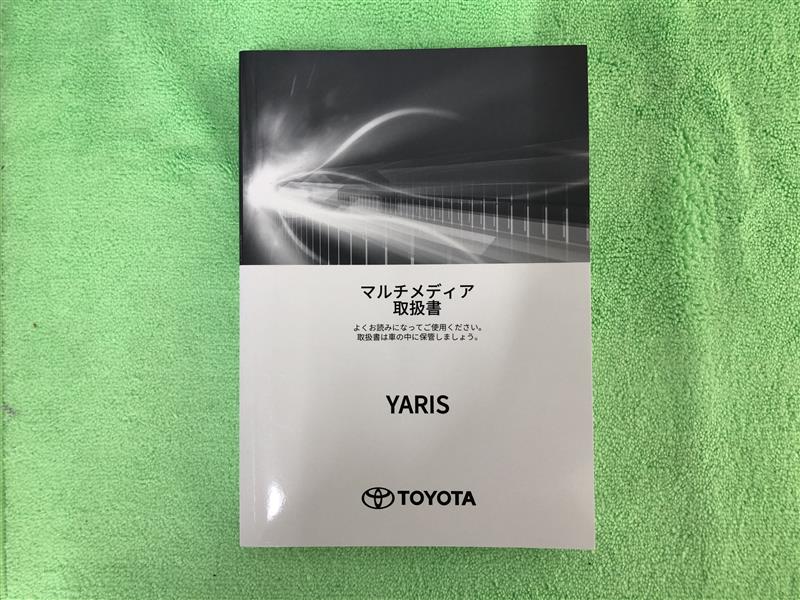 マルチメディア
取扱書
よくお読みになってご使用ください。
取扱書は車の中に保管しましょう。
YARIS
TOYOTA